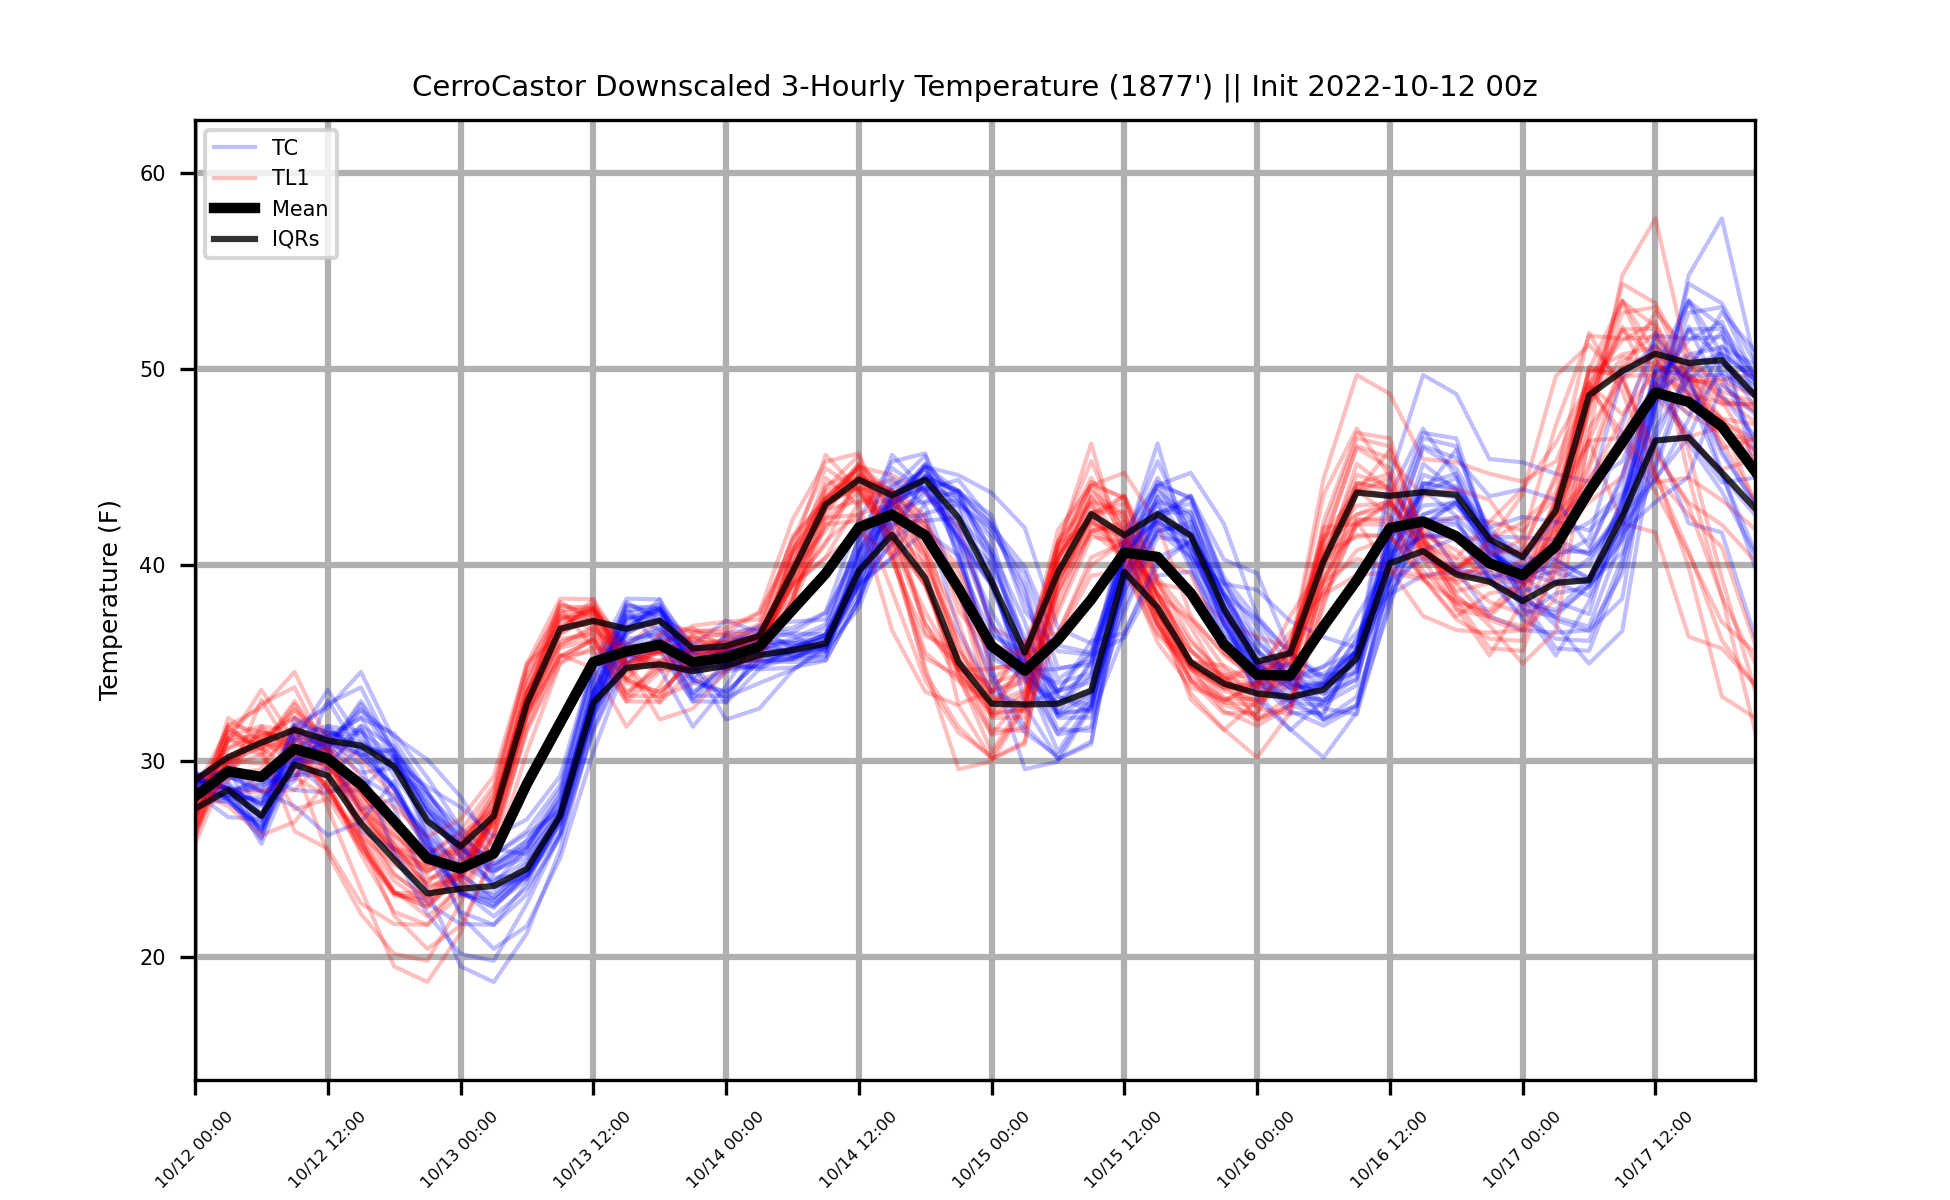 CerroCastor Downscaled 3-Hourly Temperature (1877') || Init 2022-10-12 00z
TC
TL1
Mean
IQRs
Temperature (F)
60
50
40
30
20
10/12 00:00
10/12 12:00
10/13 00:00
10/13 12:00
10/14 00:00
10/14 12:00
10/15 00:00
10/15 12:00
10/16 00:00
10/16 12:00
10/17 00:00
10/17 12:00